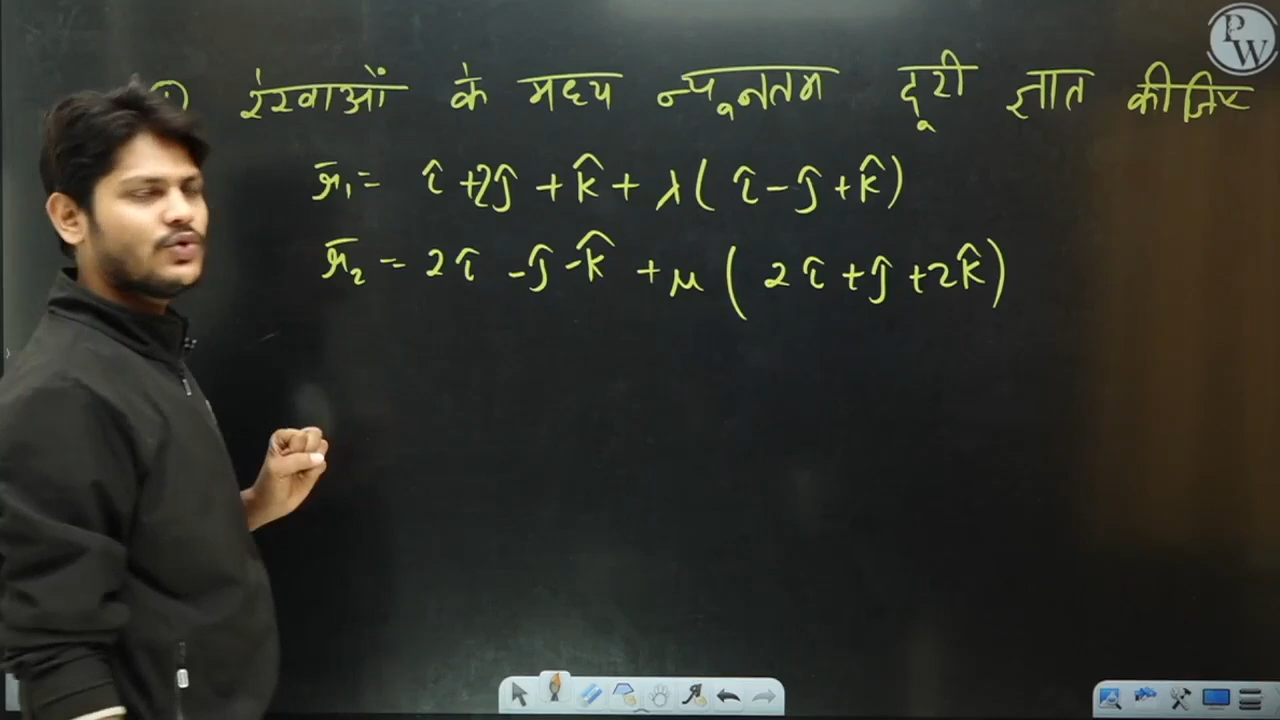 PW
रेखाओं के मध्य न्यूनतम दूरी ज्ञात कीजिए
r̄₁ = î + 2ĵ + k̂ + λ( î - ĵ + k̂ )
r̄₂ = 2î - ĵ - k̂ + μ( 2î + ĵ + 2k̂ )